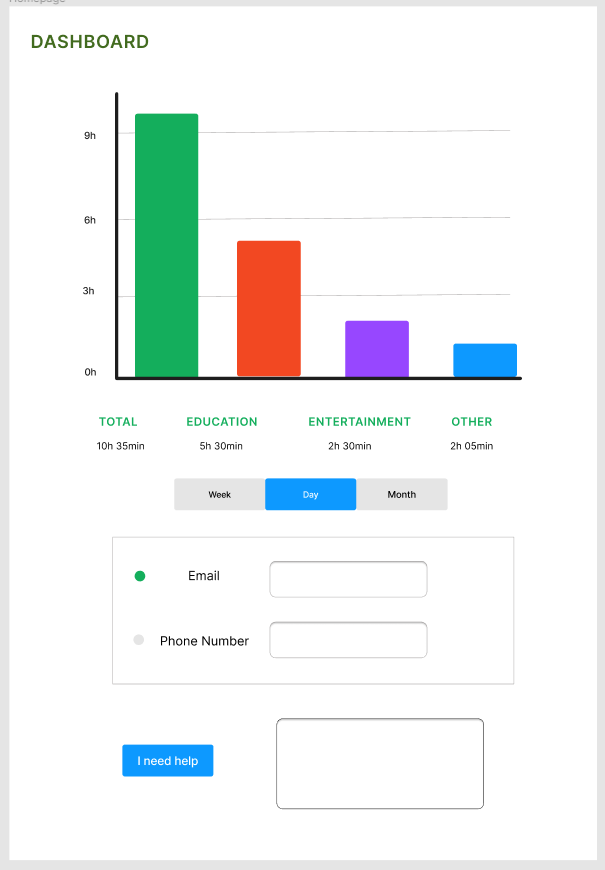 Homepage
DASHBOARD
9h
6h
3h
0h
TOTAL EDUCATION ENTERTAINMENT OTHER
10h 35min 5h 30min 2h 30min 2h 05min
Week Day Month
Email
Phone Number
I need help